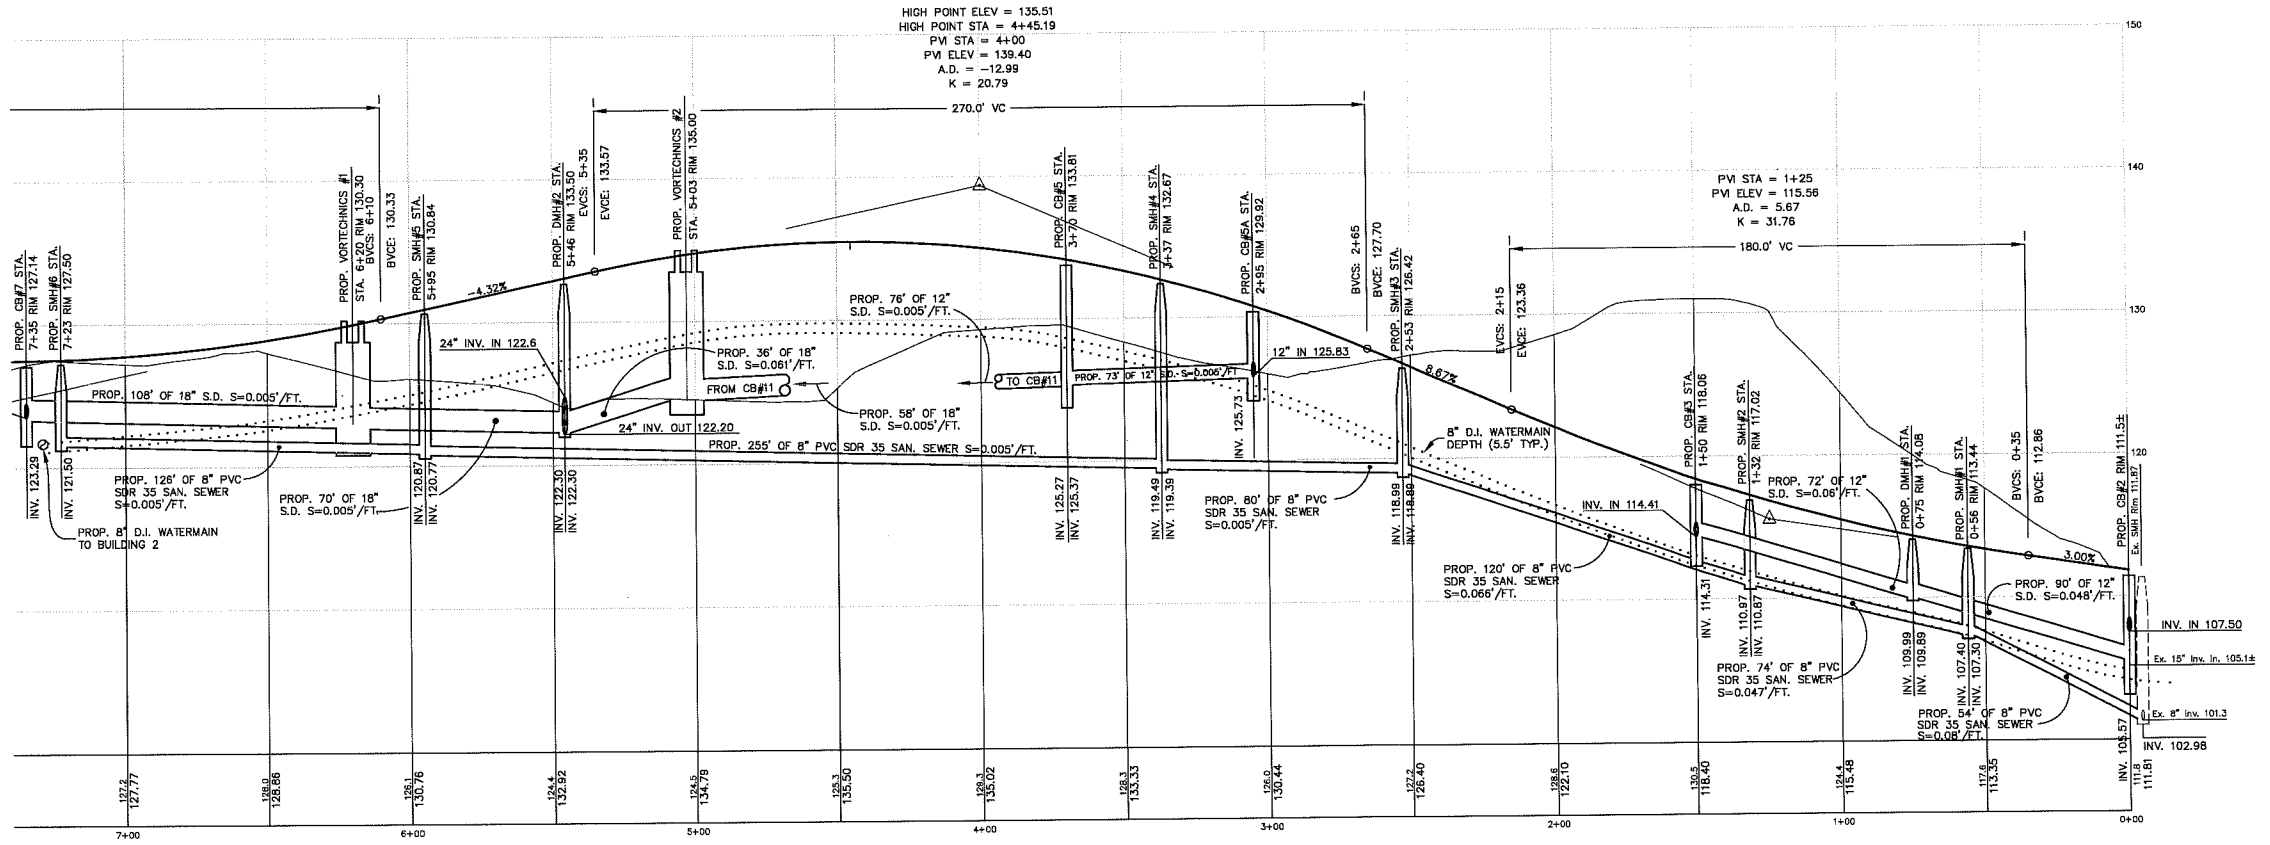 HIGH POINT ELEV = 135.51
HIGH POINT STA = 4+45.19
PVI STA = 4+00
PVI ELEV = 139.40
A.D. = -12.99
K = 20.79
270.0' VC
150
140
130
120
PVI STA = 1+25
PVI ELEV = 115.56
A.D. = 5.67
K = 31.76
180.0' VC
PROP. CB#7 STA.
7+35 RIM 127.14
PROP. SMH#6 STA.
7+23 RIM 127.50
PROP. VORTECHNICS #1
STA. 6+20 RIM 130.30
BVCS: 6+10
BVCE: 130.33
PROP. SMH#5 STA.
5+95 RIM 130.84
-4.32%
PROP. DMH#2 STA.
5+46 RIM 133.50
EVCS: 5+35
EVCE: 133.57
PROP. VORTECHNICS #2
STA. 5+03 RIM 135.00
PROP. CB#5 STA.
3+70 RIM 133.81
PROP. SMH#4 STA.
3+37 RIM 132.67
PROP. CB#5A STA.
2+95 RIM 129.92
BVCS: 2+65
BVCE: 127.70
PROP. SMH#3 STA.
2+53 RIM 126.42
8.67%
EVCS: 2+15
EVCE: 123.36
PROP. CB#3 STA.
1+50 RIM 118.06
PROP. SMH#2 STA.
1+32 RIM 117.02
PROP. DMH#1 STA.
0+75 RIM 114.08
PROP. SMH#1 STA.
0+56 RIM 113.44
BVCS: 0+35
BVCE: 112.86
3.00%
PROP. CB#2 RIM 111.5±
Ex. SMH Rim 111.87
24" INV. IN 122.6
PROP. 36' OF 18"
S.D. S=0.061'/FT.
FROM CB#11
PROP. 76' OF 12"
S.D. S=0.005'/FT.
TO CB#11
PROP. 73' OF 12" S.D. S=0.005'/FT
12" IN 125.83
PROP. 58' OF 18"
S.D. S=0.005'/FT.
24" INV. OUT 122.20
PROP. 108' OF 18" S.D. S=0.005'/FT.
PROP. 255' OF 8" PVC SDR 35 SAN. SEWER S=0.005'/FT.
PROP. 126' OF 8" PVC
SDR 35 SAN. SEWER
S=0.005'/FT.
PROP. 70' OF 18"
S.D. S=0.005'/FT.
PROP. 8" D.I. WATERMAIN
TO BUILDING 2
8" D.I. WATERMAIN
DEPTH (5.5' TYP.)
PROP. 80' OF 8" PVC
SDR 35 SAN. SEWER
S=0.005'/FT.
INV. IN 114.41
PROP. 72' OF 12"
S.D. S=0.06'/FT.
PROP. 120' OF 8" PVC
SDR 35 SAN. SEWER
S=0.066'/FT.
PROP. 90' OF 12"
S.D. S=0.048'/FT.
INV. IN 107.50
Ex. 15" Inv. In. 105.1±
PROP. 74' OF 8" PVC
SDR 35 SAN. SEWER
S=0.047'/FT.
PROP. 54' OF 8" PVC
SDR 35 SAN. SEWER
S=0.08'/FT.
Ex. 8" Inv. 101.3
INV. 102.98
INV. 123.29
INV. 121.50
INV. 120.87
INV. 120.77
INV. 122.30
INV. 122.30
INV. 125.27
INV. 125.37
INV. 119.49
INV. 119.39
INV. 125.73
INV. 118.99
INV. 118.89
INV. 114.31
INV. 110.97
INV. 110.87
INV. 109.99
INV. 109.89
INV. 107.40
INV. 107.30
INV. 105.57
127.2
127.77
128.0
128.86
126.1
130.76
124.4
132.92
124.5
134.79
125.3
135.50
129.3
135.02
128.3
133.33
126.0
130.44
127.2
126.40
128.6
122.10
130.5
118.40
124.4
115.48
117.6
113.35
111.8
111.81
7+00
6+00
5+00
4+00
3+00
2+00
1+00
0+00